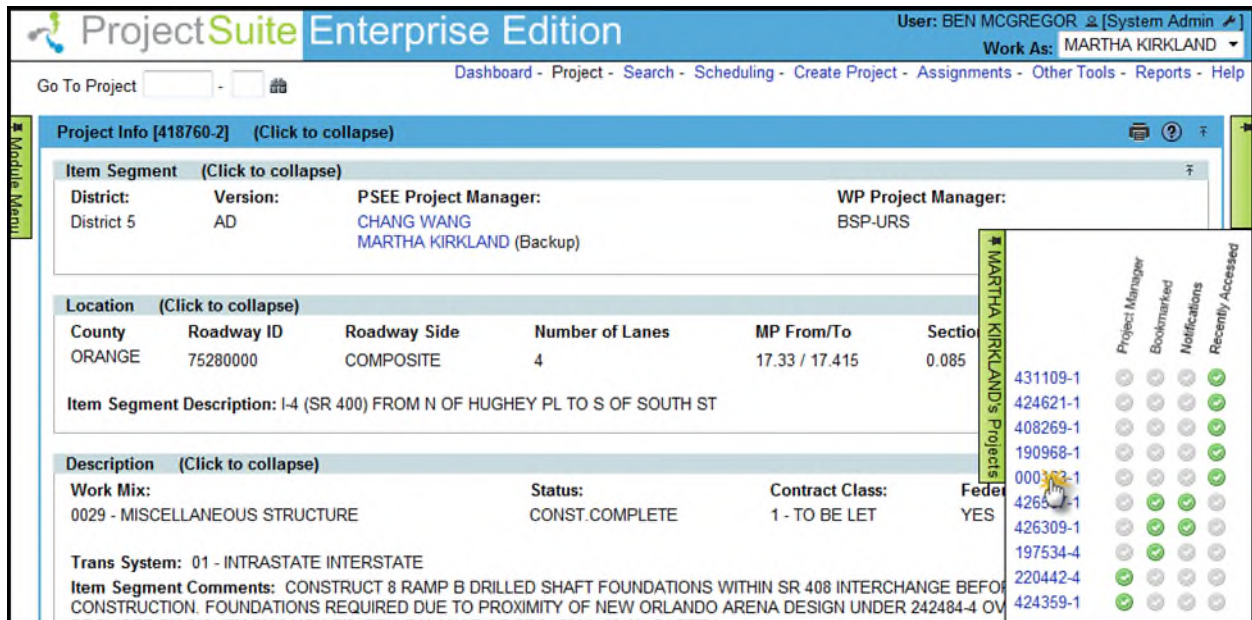 ProjectSuite Enterprise Edition
User: BEN MCGREGOR [System Admin ]
Work As: MARTHA KIRKLAND
Go To Project -
Dashboard - Project - Search - Scheduling - Create Project - Assignments - Other Tools - Reports - Help
Module Menu
Project Info [418760-2] (Click to collapse)
Item Segment (Click to collapse)
District: Version: PSEE Project Manager: WP Project Manager:
District 5 AD CHANG WANG BSP-URS
MARTHA KIRKLAND (Backup)
Location (Click to collapse)
County Roadway ID Roadway Side Number of Lanes MP From/To
ORANGE 75280000 COMPOSITE 4 17.33 / 17.415 0.085
Item Segment Description: I-4 (SR 400) FROM N OF HUGHEY PL TO S OF SOUTH ST
Description (Click to collapse)
Work Mix: Status: Contract Class:
0029 - MISCELLANEOUS STRUCTURE CONST.COMPLETE 1 - TO BE LET YES
Trans System: 01 - INTRASTATE INTERSTATE
Item Segment Comments: CONSTRUCT 8 RAMP B DRILLED SHAFT FOUNDATIONS WITHIN SR 408 INTERCHANGE
CONSTRUCTION. FOUNDATIONS REQUIRED DUE TO PROXIMITY OF NEW ORLANDO ARENA DESIGN UNDER 242484-4
MARTHA KIRKLAND's Projects
Project Manager
Bookmarked
Notifications
Recently Accessed
431109-1
424621-1
408269-1
190968-1
426309-1
197534-4
220442-4
424359-1